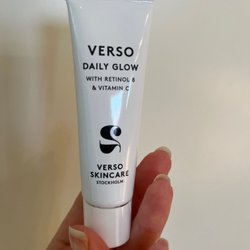 VERSO
DAILY GLOW
WITH RETINOL 8
& VITAMIN C
VERSO
SKINCARE
STOCKHOLM